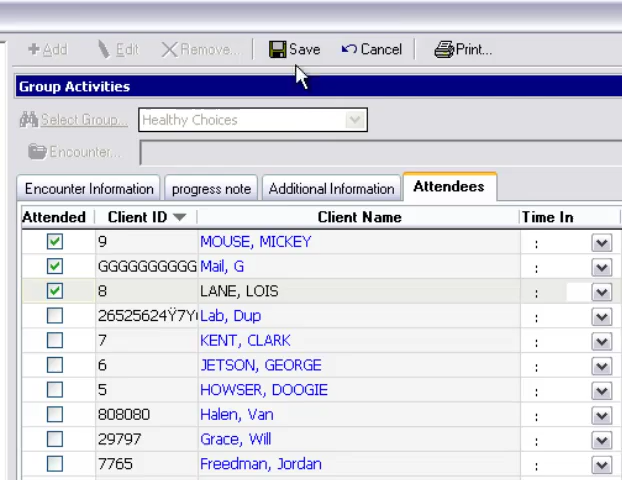 Add Edit Remove... Save Cancel Print...
Group Activities
Select Group... Healthy Choices
Encounter...
Encounter Information progress note Additional Information Attendees
Attended Client ID Client Name Time In
9 MOUSE, MICKEY :
GGGGGGGGGG Mail, G :
8 LANE, LOIS :
26525624Ÿ7Y Lab, Dup :
7 KENT, CLARK :
6 JETSON, GEORGE :
5 HOWSER, DOOGIE :
808080 Halen, Van :
29797 Grace, Will :
7765 Freedman, Jordan :